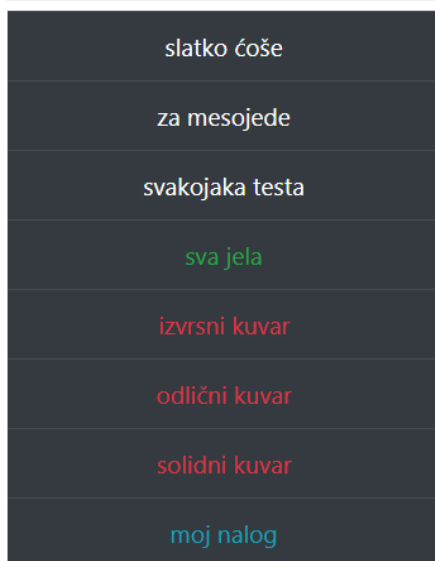 slatko ćoše
za mesojede
svakojaka testa
sva jela
izvrsni kuvar
odlični kuvar
solidni kuvar
moj nalog